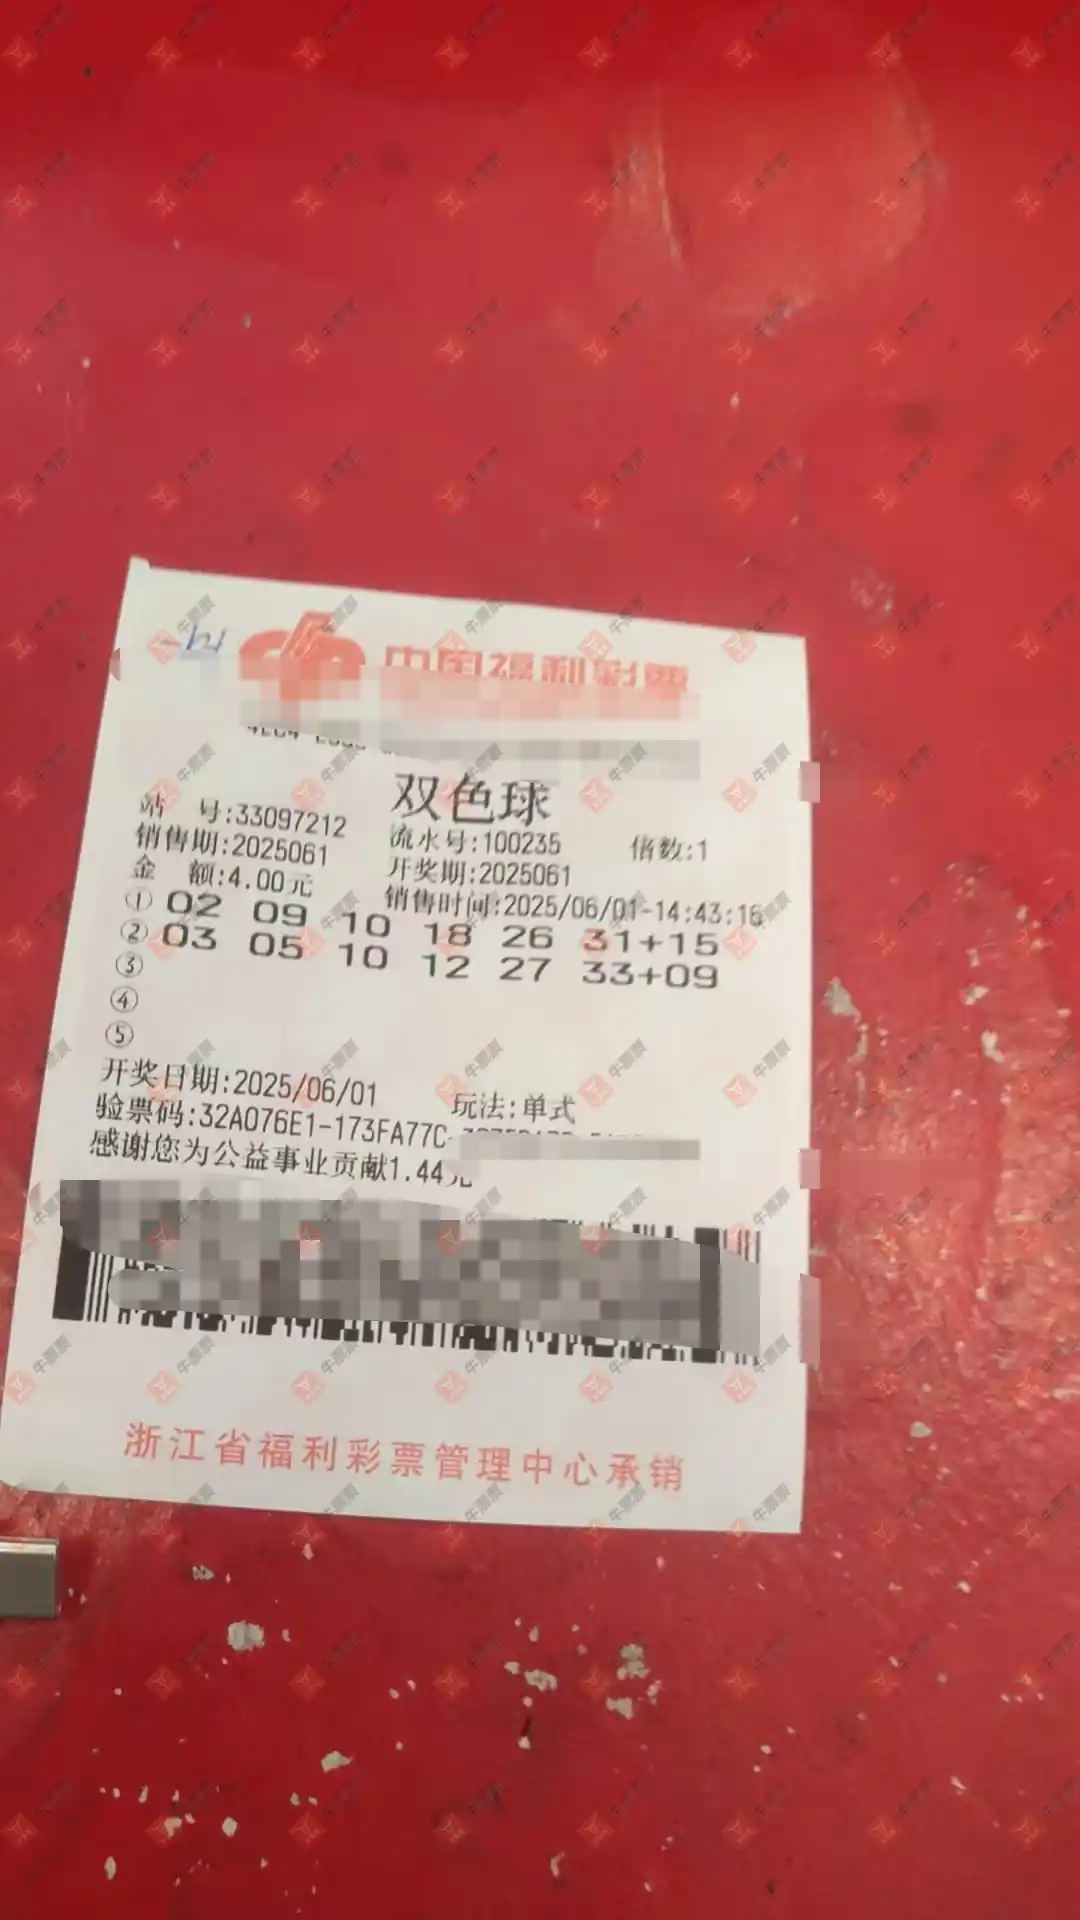 中国福利彩票
双色球
站 号:33097212 流水号:100235 倍数:1
销售期:2025061 开奖期:2025061
金 额:4.00元 销售时间:2025/06/01-14:43:16
① 02 09 10 18 26 31+15
② 03 05 10 12 27 33+09
③
④
⑤
开奖日期:2025/06/01 玩法:单式
验票码:32A076E1-173FA77C-
感谢您为公益事业贡献1.44元
浙江省福利彩票管理中心承销
牛票票